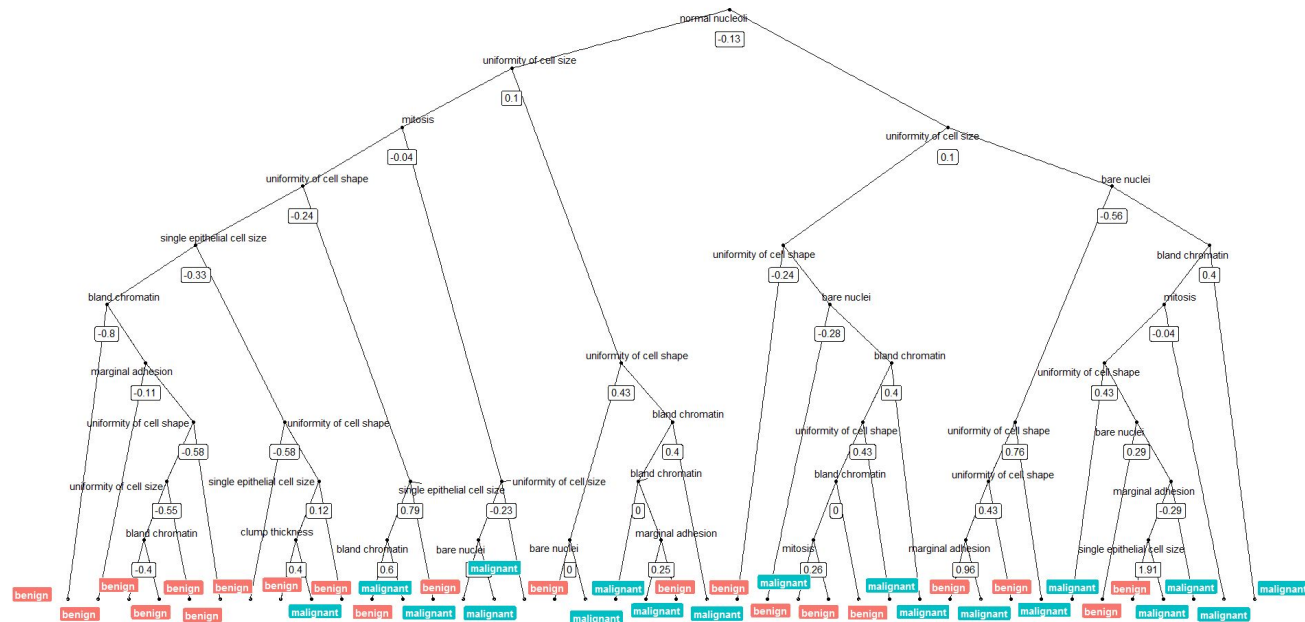 normal nucleoli
-0.13
uniformity of cell size
0.1
mitosis
-0.04
uniformity of cell size
0.1
uniformity of cell shape
-0.24
bare nuclei
-0.56
single epithelial cell size
-0.33
uniformity of cell shape
-0.24
bland chromatin
0.4
bland chromatin
-0.8
bare nuclei
-0.28
mitosis
-0.04
marginal adhesion
-0.11
uniformity of cell shape
0.43
bland chromatin
0.4
uniformity of cell shape
0.43
uniformity of cell shape
-0.58
uniformity of cell shape
-0.58
bland chromatin
0.4
uniformity of cell shape
0.43
uniformity of cell shape
0.76
bare nuclei
0.29
uniformity of cell size
-0.55
single epithelial cell size
0.12
single epithelial cell size
0.79
uniformity of cell size
-0.23
bland chromatin
0
bland chromatin
0
uniformity of cell shape
0.43
marginal adhesion
-0.29
bland chromatin
-0.4
clump thickness
0.4
bland chromatin
0.6
bare nuclei
bare nuclei
0
marginal adhesion
0.25
mitosis
0.26
marginal adhesion
0.96
single epithelial cell size
1.91
benign
benign
benign
benign
benign
benign
benign
benign
malignant
benign
malignant
malignant
benign
malignant
malignant
malignant
benign
malignant
malignant
malignant
benign
malignant
benign
malignant
benign
malignant
malignant
benign
malignant
benign
malignant
malignant
benign
malignant
malignant
malignant
malignant
malignant